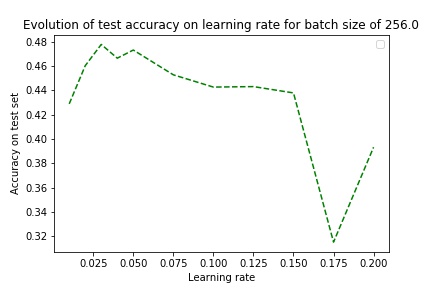 Evolution of test accuracy on learning rate for batch size of 256.0
0.48
0.46
0.44
0.42
0.40
0.38
0.36
0.34
0.32
Accuracy on test set
0.025 0.050 0.075 0.100 0.125 0.150 0.175 0.200
Learning rate